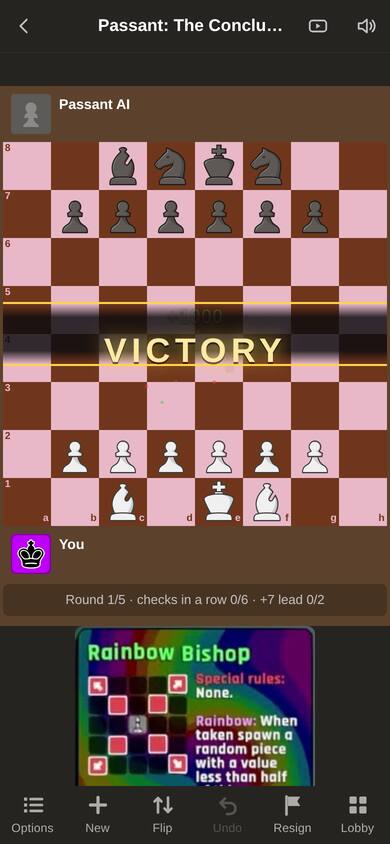 Passant: The Conclu…
Passant AI
8
7
6
5
4
VICTORY
3
2
1
a b c d e f g h
You
Round 1/5 · checks in a row 0/6 · +7 lead 0/2
Rainbow Bishop
Special rules:
None.
Rainbow: When
taken spawn a
random piece
with a value
less than half
Options
New
Flip
Undo
Resign
Lobby